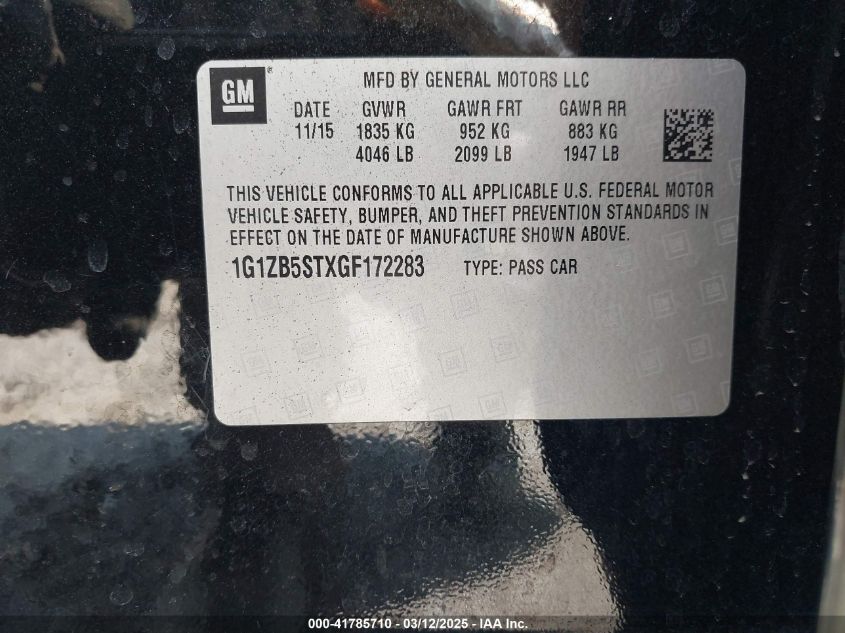 GM
MFD BY GENERAL MOTORS LLC
DATE GVWR GAWR FRT GAWR RR
11/15 1835 KG 952 KG 883 KG
4046 LB 2099 LB 1947 LB
THIS VEHICLE CONFORMS TO ALL APPLICABLE U.S. FEDERAL MOTOR
VEHICLE SAFETY, BUMPER, AND THEFT PREVENTION STANDARDS IN
EFFECT ON THE DATE OF MANUFACTURE SHOWN ABOVE.
1G1ZB5STXGF172283 TYPE: PASS CAR
000-41785710 - 03/12/2025 - IAA Inc.